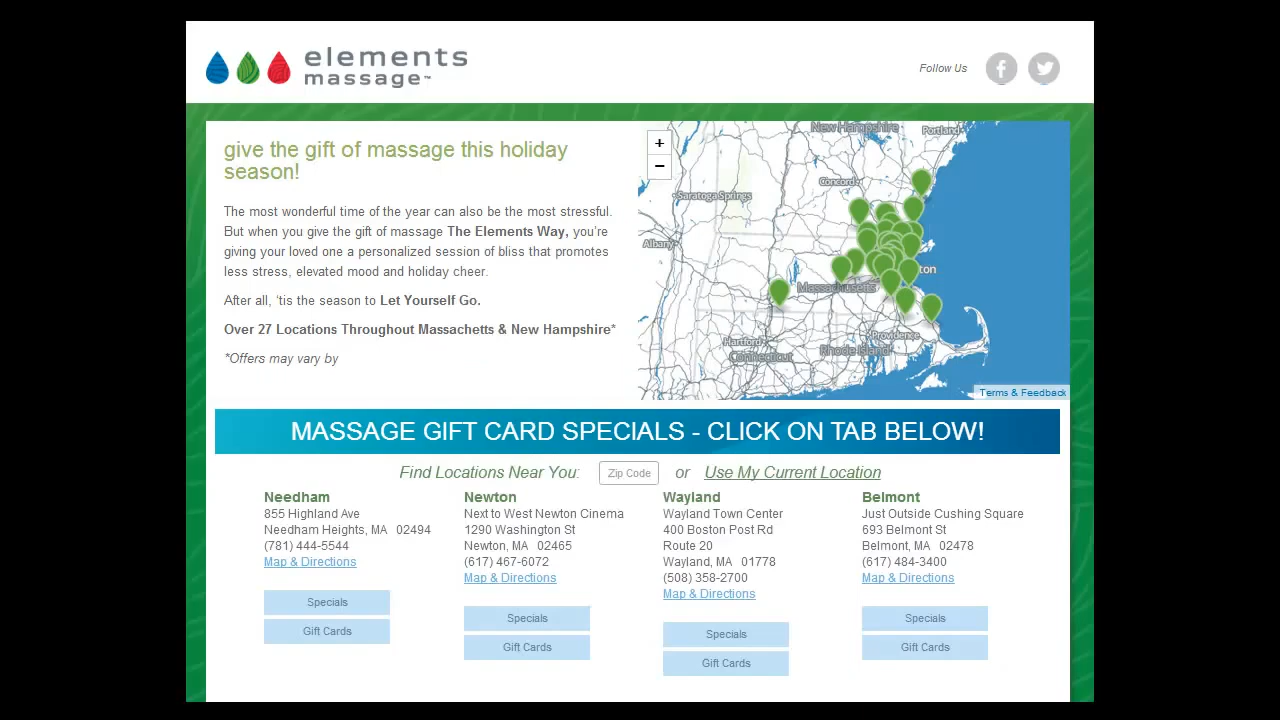 elements
massage™
Follow Us
give the gift of massage this holiday
season!
The most wonderful time of the year can also be the most stressful.
But when you give the gift of massage The Elements Way, you're
giving your loved one a personalized session of bliss that promotes
less stress, elevated mood and holiday cheer.
After all, 'tis the season to Let Yourself Go.
Over 27 Locations Throughout Massachetts & New Hampshire*
*Offers may vary by
+
−
New Hampshire
Portland
Concord
Saratoga Springs
Albany
ton
Massachusetts
Providence
Hartford
Rhode Island
Connecticut
Terms & Feedback
MASSAGE GIFT CARD SPECIALS - CLICK ON TAB BELOW!
Find Locations Near You: Zip Code or Use My Current Location
Needham
855 Highland Ave
Needham Heights, MA 02494
(781) 444-5544
Map & Directions
Specials
Gift Cards
Newton
Next to West Newton Cinema
1290 Washington St
Newton, MA 02465
(617) 467-6072
Map & Directions
Specials
Gift Cards
Wayland
Wayland Town Center
400 Boston Post Rd
Route 20
Wayland, MA 01778
(508) 358-2700
Map & Directions
Specials
Gift Cards
Belmont
Just Outside Cushing Square
693 Belmont St
Belmont, MA 02478
(617) 484-3400
Map & Directions
Specials
Gift Cards